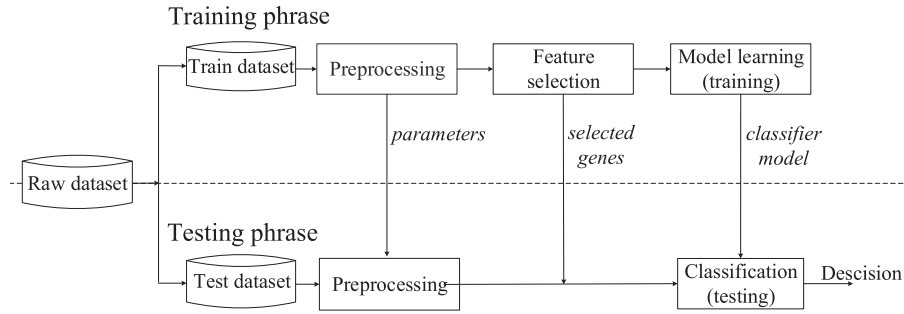 Training phrase
Train dataset
Preprocessing
Feature
selection
Model learning
(training)
parameters
selected
genes
classifier
model
Raw dataset
Testing phrase
Test dataset
Preprocessing
Classification
(testing)
Descision